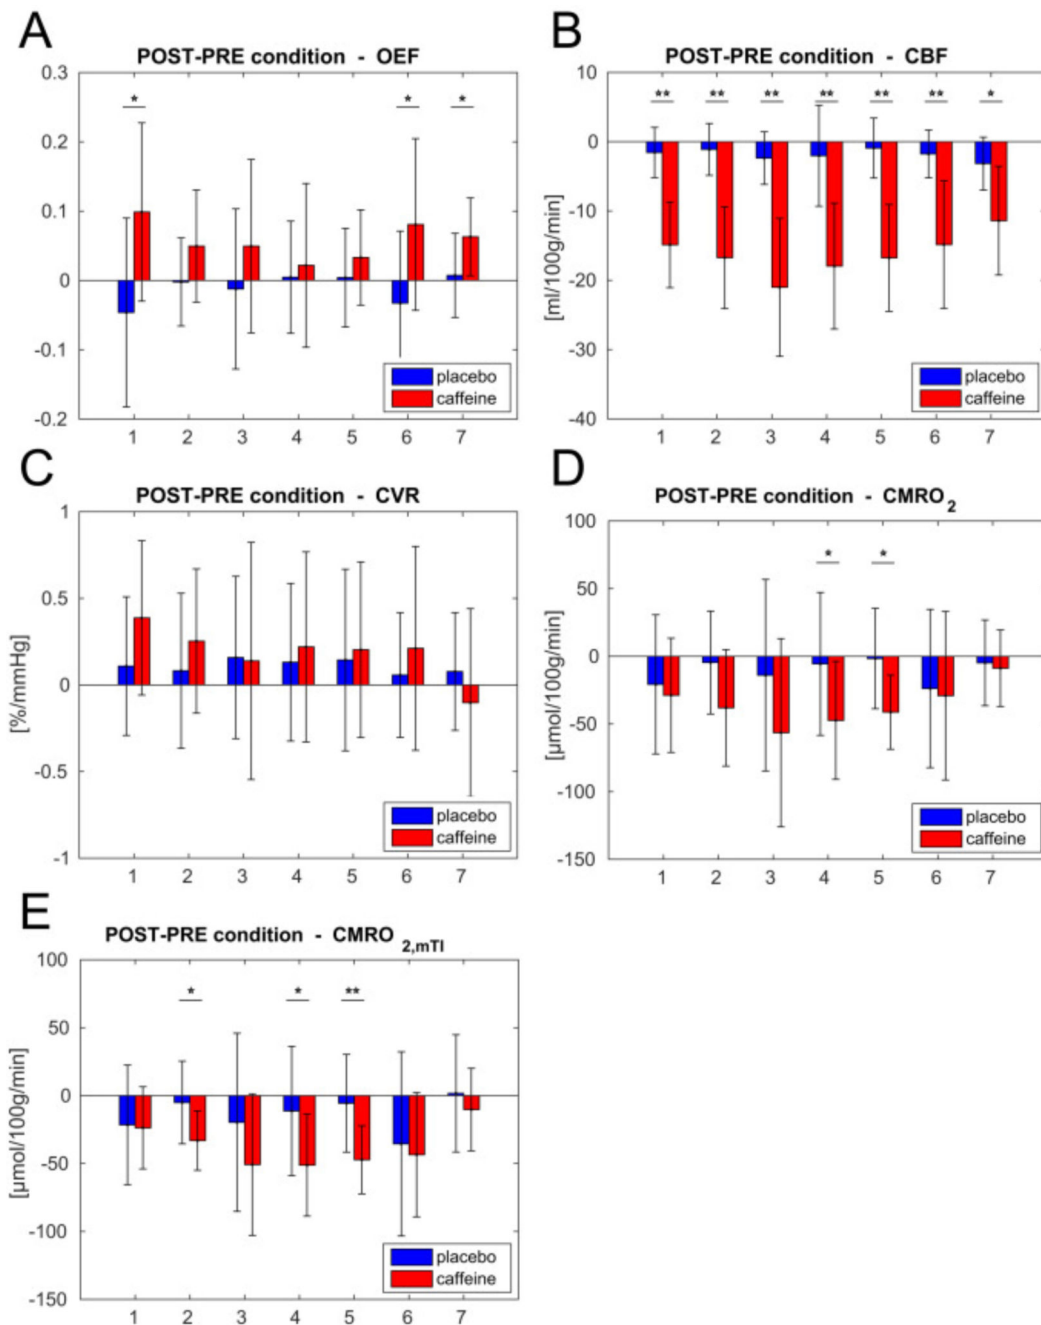 A
POST-PRE condition - OEF
0.3
0.2
0.1
0
-0.1
-0.2
* * *
placebo
caffeine
1 2 3 4 5 6 7
B
POST-PRE condition - CBF
[ml/100g/min]
10
0
-10
-20
-30
-40
** ** ** ** ** ** *
placebo
caffeine
1 2 3 4 5 6 7
C
POST-PRE condition - CVR
[%/mmHg]
1
0.5
0
-0.5
-1
placebo
caffeine
1 2 3 4 5 6 7
D
POST-PRE condition - CMRO2
[µmol/100g/min]
100
50
0
-50
-100
-150
* *
placebo
caffeine
1 2 3 4 5 6 7
E
POST-PRE condition - CMRO 2,mTI
[µmol/100g/min]
100
50
0
-50
-100
-150
* * **
placebo
caffeine
1 2 3 4 5 6 7